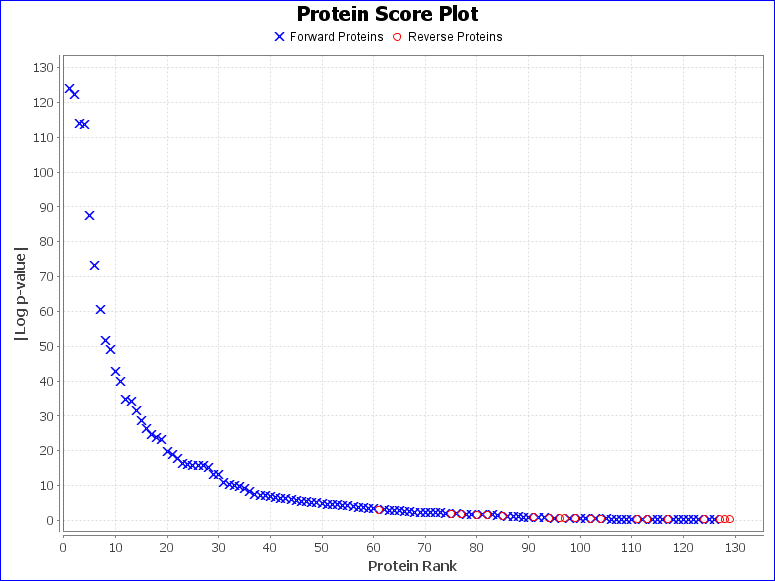 Protein Score Plot
Forward Proteins Reverse Proteins
130
120
110
100
90
80
70
60
50
40
30
20
10
0
|Log p-value|
0 10 20 30 40 50 60 70 80 90 100 110 120 130
Protein Rank